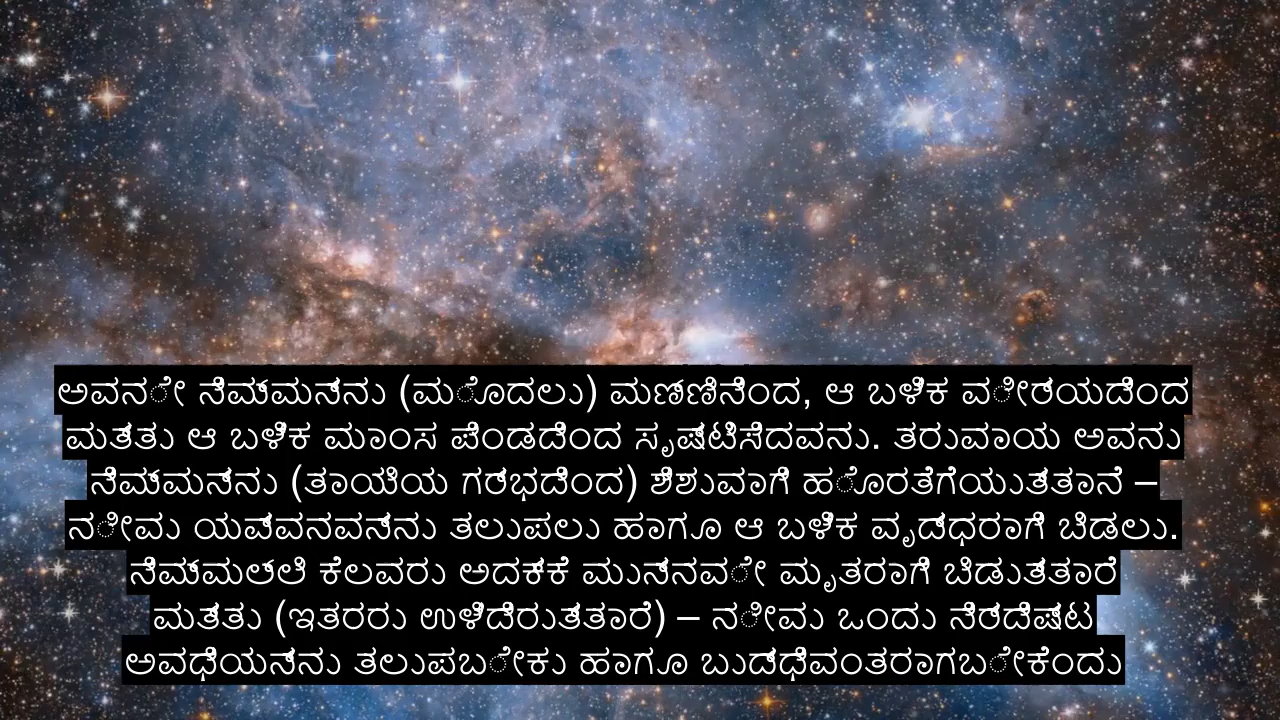 ಅವನೇ ನಿಮ್ಮನ್ನು (ಮೊದಲು) ಮಣ್ಣಿನಿಂದ, ಆ ಬಳಿಕ ವೀರ್ಯದಿಂದ
ಮತ್ತು ಆ ಬಳಿಕ ಮಾಂಸ ಪಿಂಡದಿಂದ ಸೃಷ್ಟಿಸಿದವನು. ತರುವಾಯ ಅವನು
ನಿಮ್ಮನ್ನು (ತಾಯಿಯ ಗರ್ಭದಿಂದ) ಶಿಶುವಾಗಿ ಹೊರತೆಗೆಯುತ್ತಾನೆ –
ನೀವು ಯವ್ವನವನ್ನು ತಲುಪಲು ಹಾಗೂ ಆ ಬಳಿಕ ವೃದ್ಧರಾಗಿ ಬಿಡಲು.
ನಿಮ್ಮಲ್ಲಿ ಕೆಲವರು ಅದಕ್ಕೆ ಮುನ್ನವೇ ಮೃತರಾಗಿ ಬಿಡುತ್ತಾರೆ
ಮತ್ತು (ಇತರರು ಉಳಿದಿರುತ್ತಾರೆ) – ನೀವು ಒಂದು ನಿರ್ದಿಷ್ಟ
ಅವಧಿಯನ್ನು ತಲುಪಬೇಕು ಹಾಗೂ ಬುದ್ಧಿವಂತರಾಗಬೇಕೆಂದು